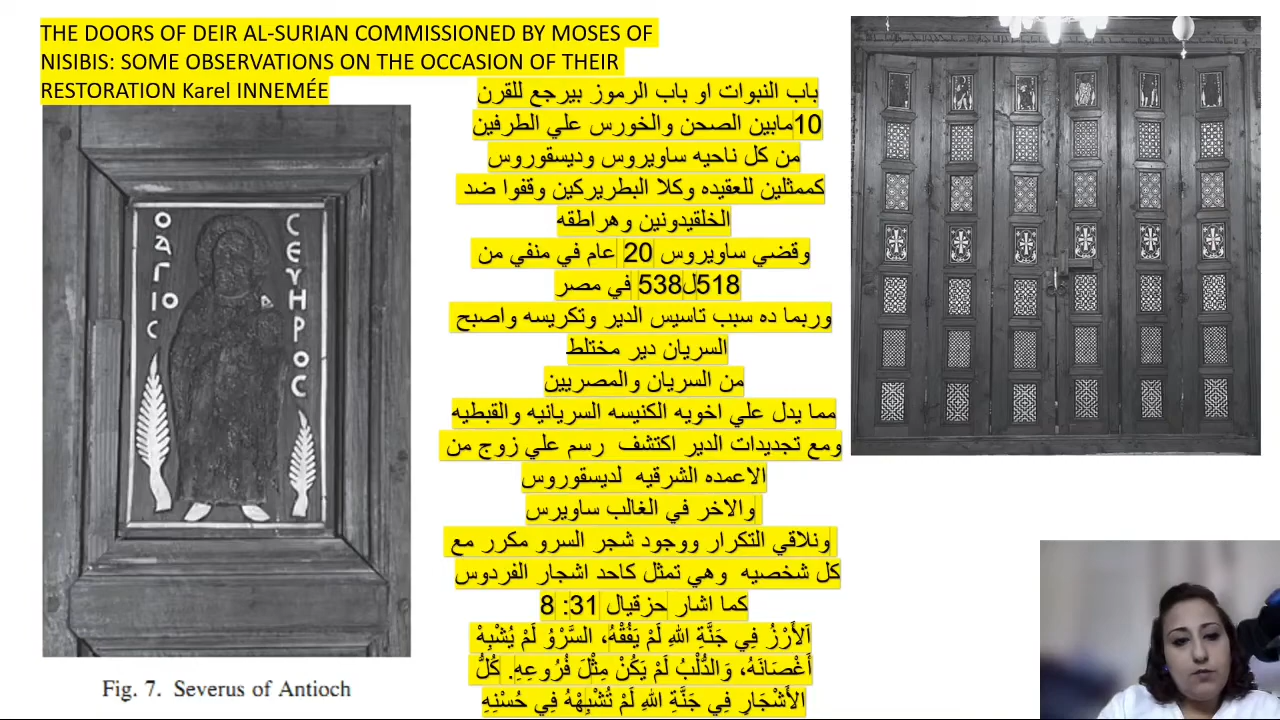 THE DOORS OF DEIR AL-SURIAN COMMISSIONED BY MOSES OF
NISIBIS: SOME OBSERVATIONS ON THE OCCASION OF THEIR
RESTORATION Karel INNEMÉE
Ο ΑΓΙΟC
CΕΥΗΡΟC
Fig. 7. Severus of Antioch
باب النبوات او باب الرموز بيرجع للقرن
10مابين الصحن والخورس علي الطرفين
من كل ناحيه ساويروس وديسقوروس
كممثلين للعقيده وكلا البطريركين وقفوا ضد
الخلقيدونين وهراطقه
وقضي ساويروس 20 عام في منفي من
518ل538 في مصر
وربما ده سبب تاسيس الدير وتكريسه واصبح
السريان دير مختلط
من السريان والمصريين
مما يدل علي اخويه الكنيسه السريانيه والقبطيه
ومع تجديدات الدير اكتشف رسم علي زوج من
الاعمده الشرقيه لديسقوروس
والاخر في الغالب ساويرس
ونلاقي التكرار ووجود شجر السرو مكرر مع
كل شخصيه وهي تمثل كاحد اشجار الفردوس
كما اشار حزقيال 31: 8
اَلأَرْزُ فِي جَنَّةِ اللهِ لَمْ يَفُقْهُ، السَّرْوُ لَمْ يُشْبِهْ
أَغْصَانَهُ، وَالدُّلْبُ لَمْ يَكُنْ مِثْلَ فُرُوعِهِ. كُلُّ
الأَشْجَارِ فِي جَنَّةِ اللهِ لَمْ تُشْبِهْهُ فِي حُسْنِهِ